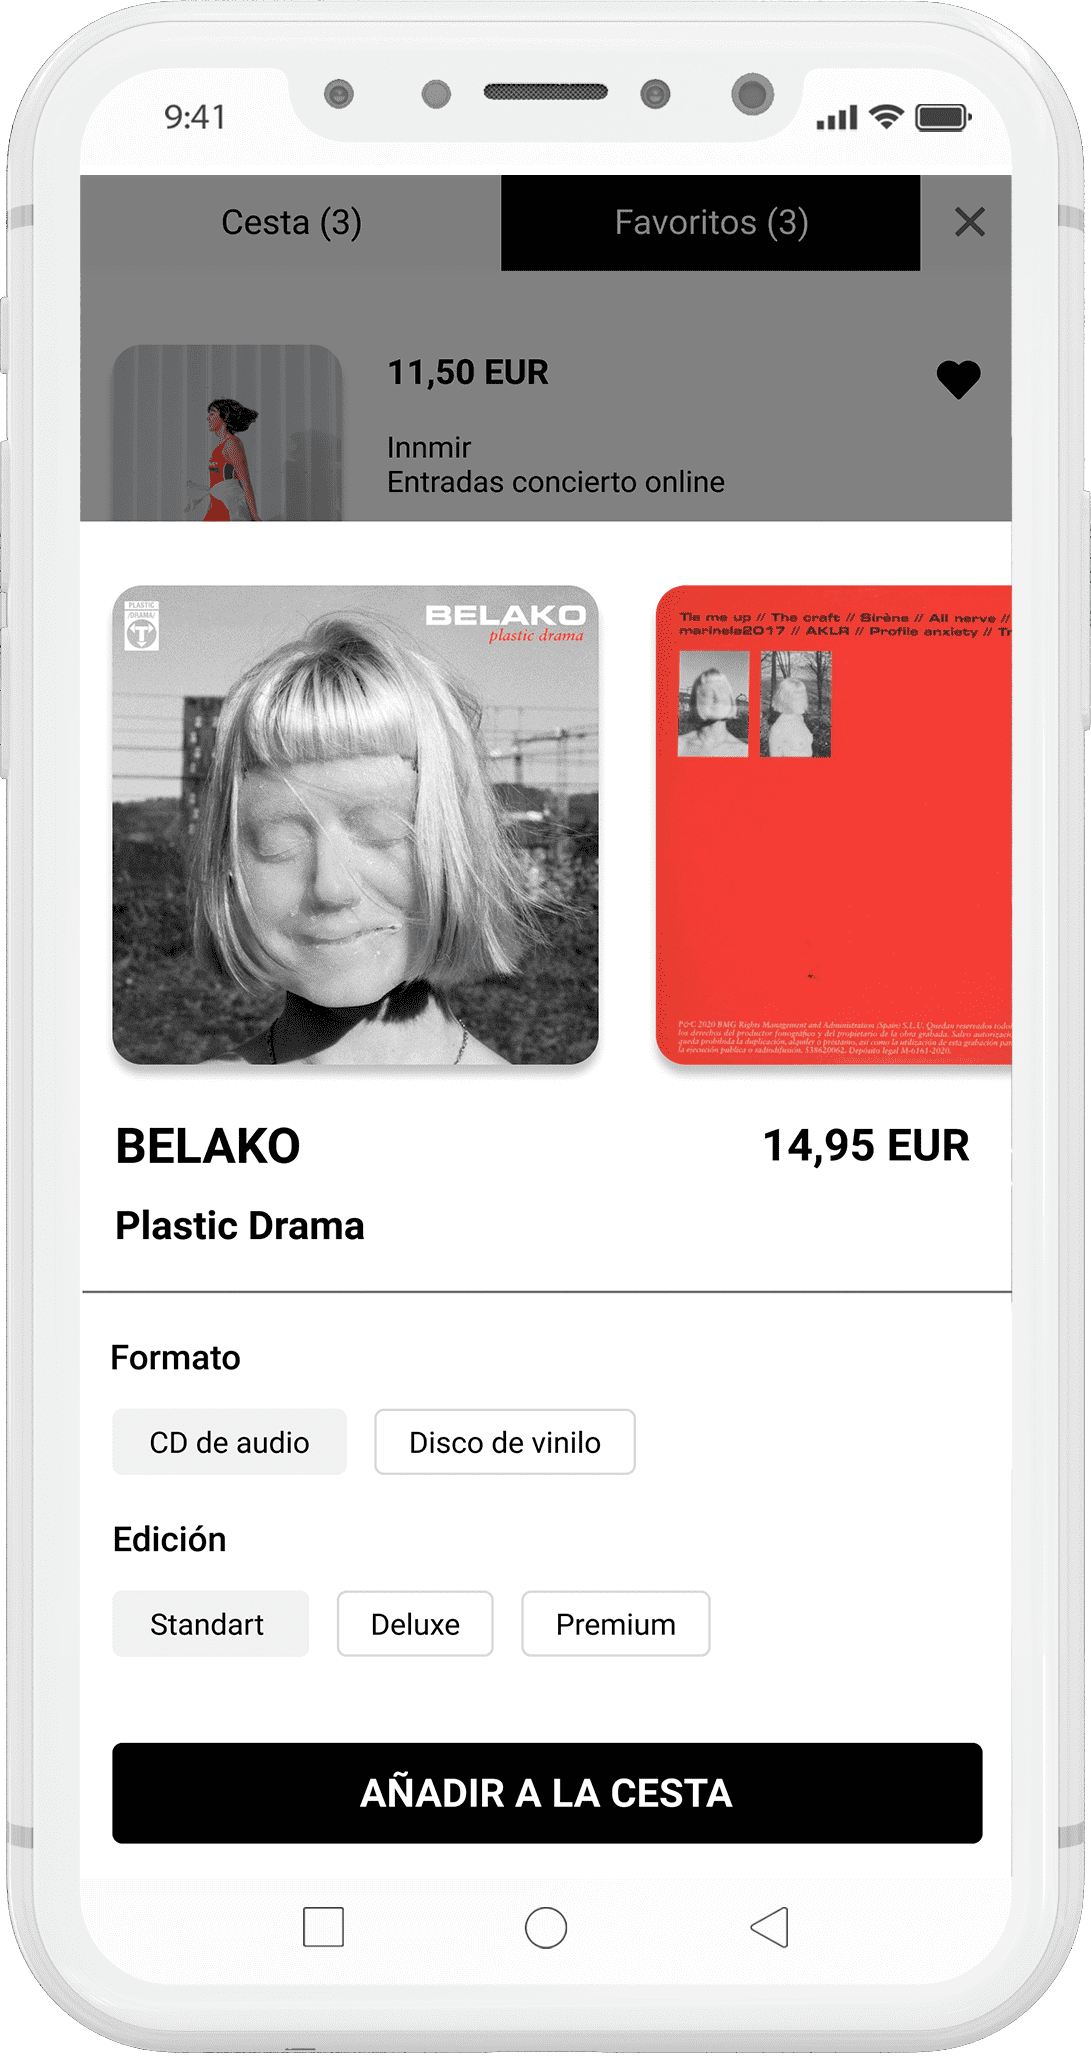 9:41
Cesta (3)
Favoritos (3)
11,50 EUR
Innmir
Entradas concierto online
PLASTIC
/DRAMA/
T
BELAKO
plastic drama
Tie me up // The craft // Sirène // All nerve //
marinela2017 // AKLR // Profile anxiety // Tr
P&C 2020 BMG Rights Management and Administration (Spain) S.L.U. Quedan reservados todos
los derechos del productor fonográfico y del propietario de la obra grabada. Salvo autorización
queda prohibida la duplicación, alquiler o préstamo, así como la utilización de esta grabación para
la ejecución publica o radiodifusión. 538620062. Depósito legal M-6161-2020.
BELAKO
14,95 EUR
Plastic Drama
Formato
CD de audio
Disco de vinilo
Edición
Standart
Deluxe
Premium
AÑADIR A LA CESTA